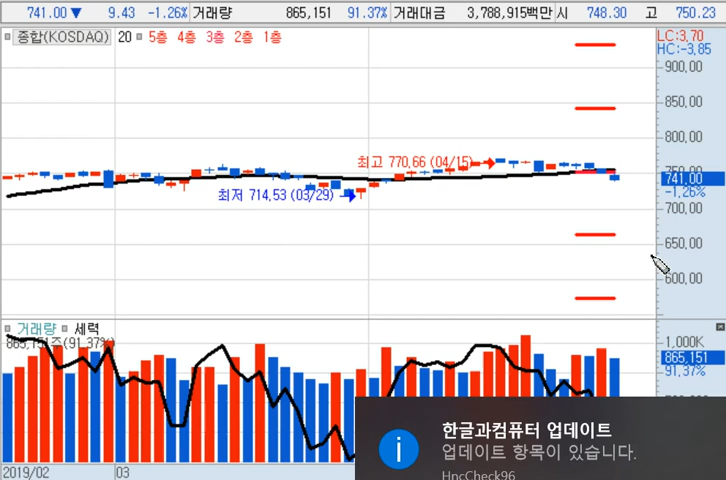 741.00 ▼ 9.43 -1.26% 거래량 865,151 91.37% 거래대금 3,788,915백만 시 748.30 고 750.23
종합(KOSDAQ) 20 5층 4층 3층 2층 1층
LC:3.70
HC:-3.85
900.00
850.00
800.00
최고 770.66 (04/15)
750.00
741.00
-1.26%
최저 714.53 (03/29)
700.00
650.00
600.00
거래량 세력
865,151주(91.37%)
1,000K
865,151
91.37%
한글과컴퓨터 업데이트
업데이트 항목이 있습니다.
HncCheck96
2019/02 03